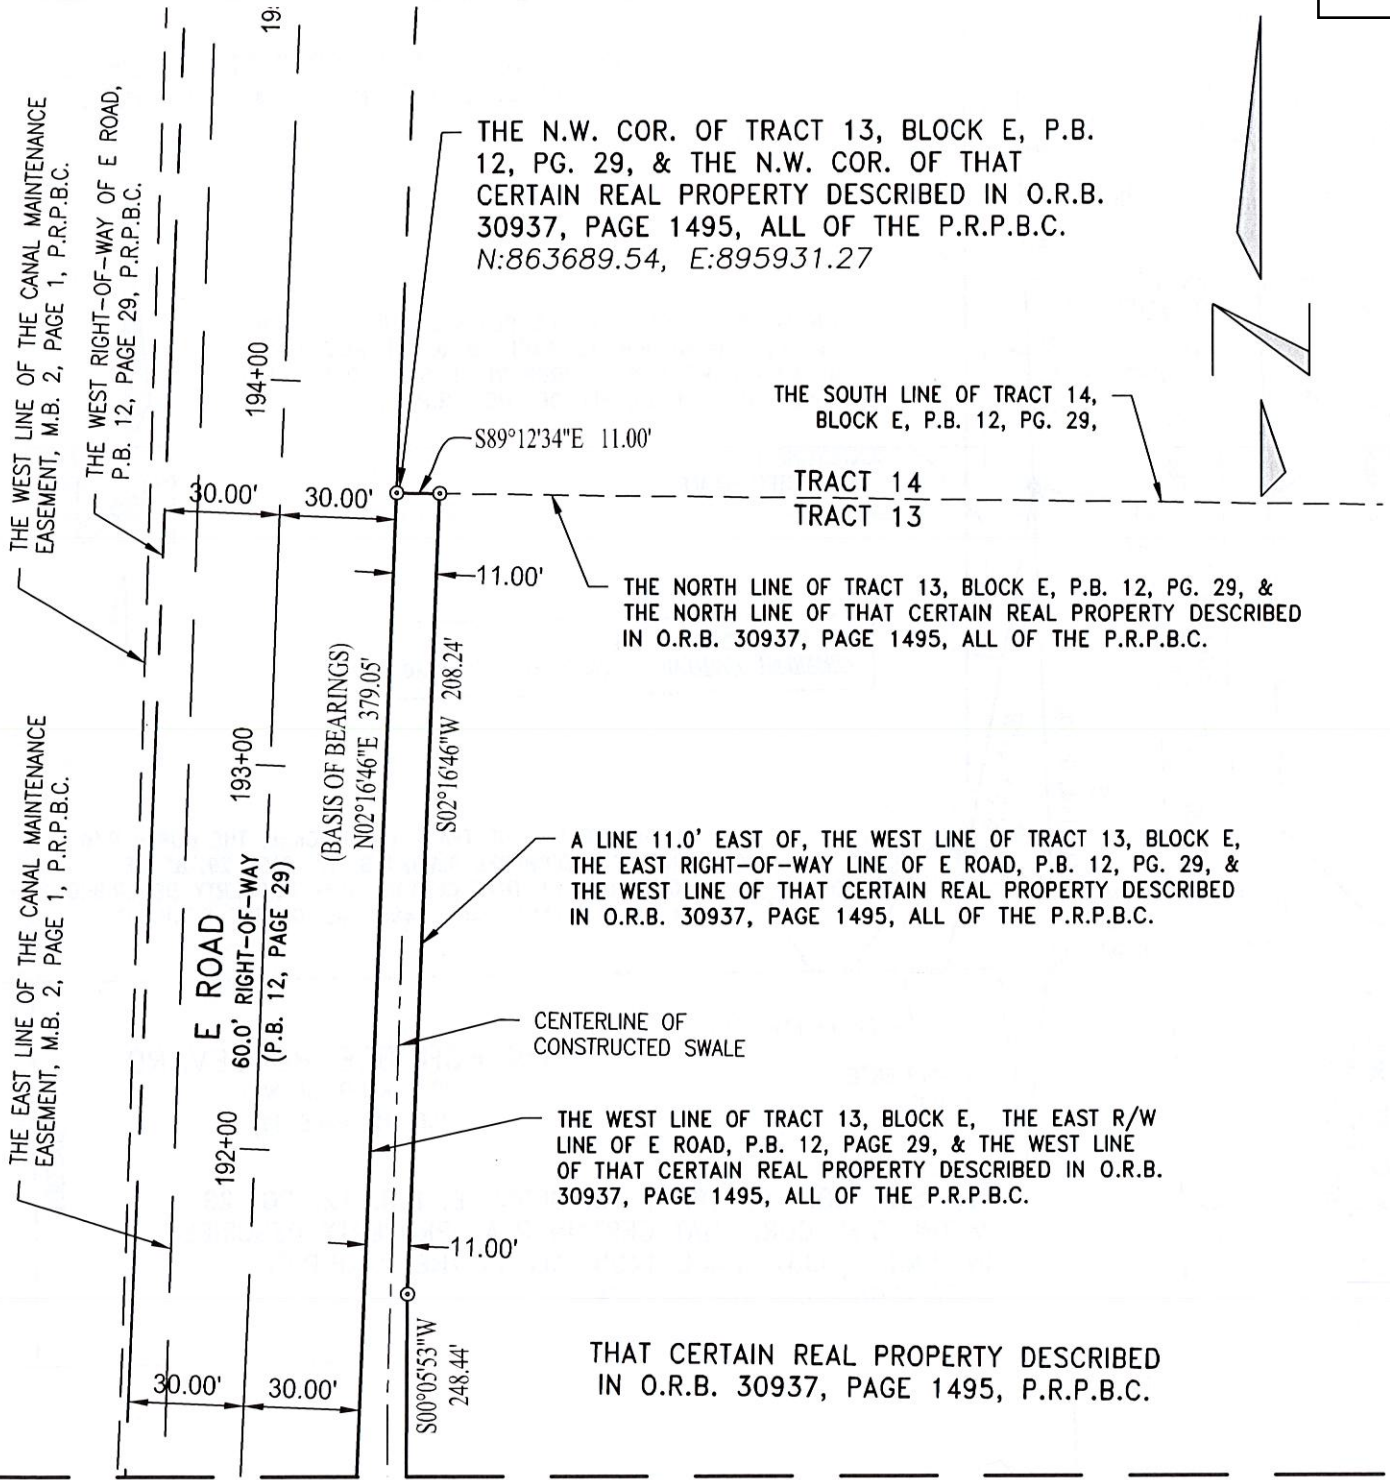 THE WEST LINE OF THE CANAL MAINTENANCE
EASEMENT, M.B. 2, PAGE 1, P.R.P.B.C.
THE WEST RIGHT-OF-WAY OF E ROAD,
P.B. 12, PAGE 29, P.R.P.B.C.
THE N.W. COR. OF TRACT 13, BLOCK E, P.B.
12, PG. 29, & THE N.W. COR. OF THAT
CERTAIN REAL PROPERTY DESCRIBED IN O.R.B.
30937, PAGE 1495, ALL OF THE P.R.P.B.C.
N:863689.54, E:895931.27
194+00
THE SOUTH LINE OF TRACT 14,
BLOCK E, P.B. 12, PG. 29,
S89°12'34"E 11.00'
30.00'
30.00'
TRACT 14
TRACT 13
11.00'
THE NORTH LINE OF TRACT 13, BLOCK E, P.B. 12, PG. 29, &
THE NORTH LINE OF THAT CERTAIN REAL PROPERTY DESCRIBED
IN O.R.B. 30937, PAGE 1495, ALL OF THE P.R.P.B.C.
(BASIS OF BEARINGS)
N02°16'46"E 379.05'
S02°16'46"W 208.24'
193+00
THE EAST LINE OF THE CANAL MAINTENANCE
EASEMENT, M.B. 2, PAGE 1, P.R.P.B.C.
E ROAD
60.0' RIGHT-OF-WAY
(P.B. 12, PAGE 29)
A LINE 11.0' EAST OF, THE WEST LINE OF TRACT 13, BLOCK E,
THE EAST RIGHT-OF-WAY LINE OF E ROAD, P.B. 12, PG. 29, &
THE WEST LINE OF THAT CERTAIN REAL PROPERTY DESCRIBED
IN O.R.B. 30937, PAGE 1495, ALL OF THE P.R.P.B.C.
CENTERLINE OF
CONSTRUCTED SWALE
192+00
THE WEST LINE OF TRACT 13, BLOCK E, THE EAST R/W
LINE OF E ROAD, P.B. 12, PAGE 29, & THE WEST LINE
OF THAT CERTAIN REAL PROPERTY DESCRIBED IN O.R.B.
30937, PAGE 1495, ALL OF THE P.R.P.B.C.
11.00'
S00°05'53"W
248.44'
30.00'
30.00'
THAT CERTAIN REAL PROPERTY DESCRIBED
IN O.R.B. 30937, PAGE 1495, P.R.P.B.C.